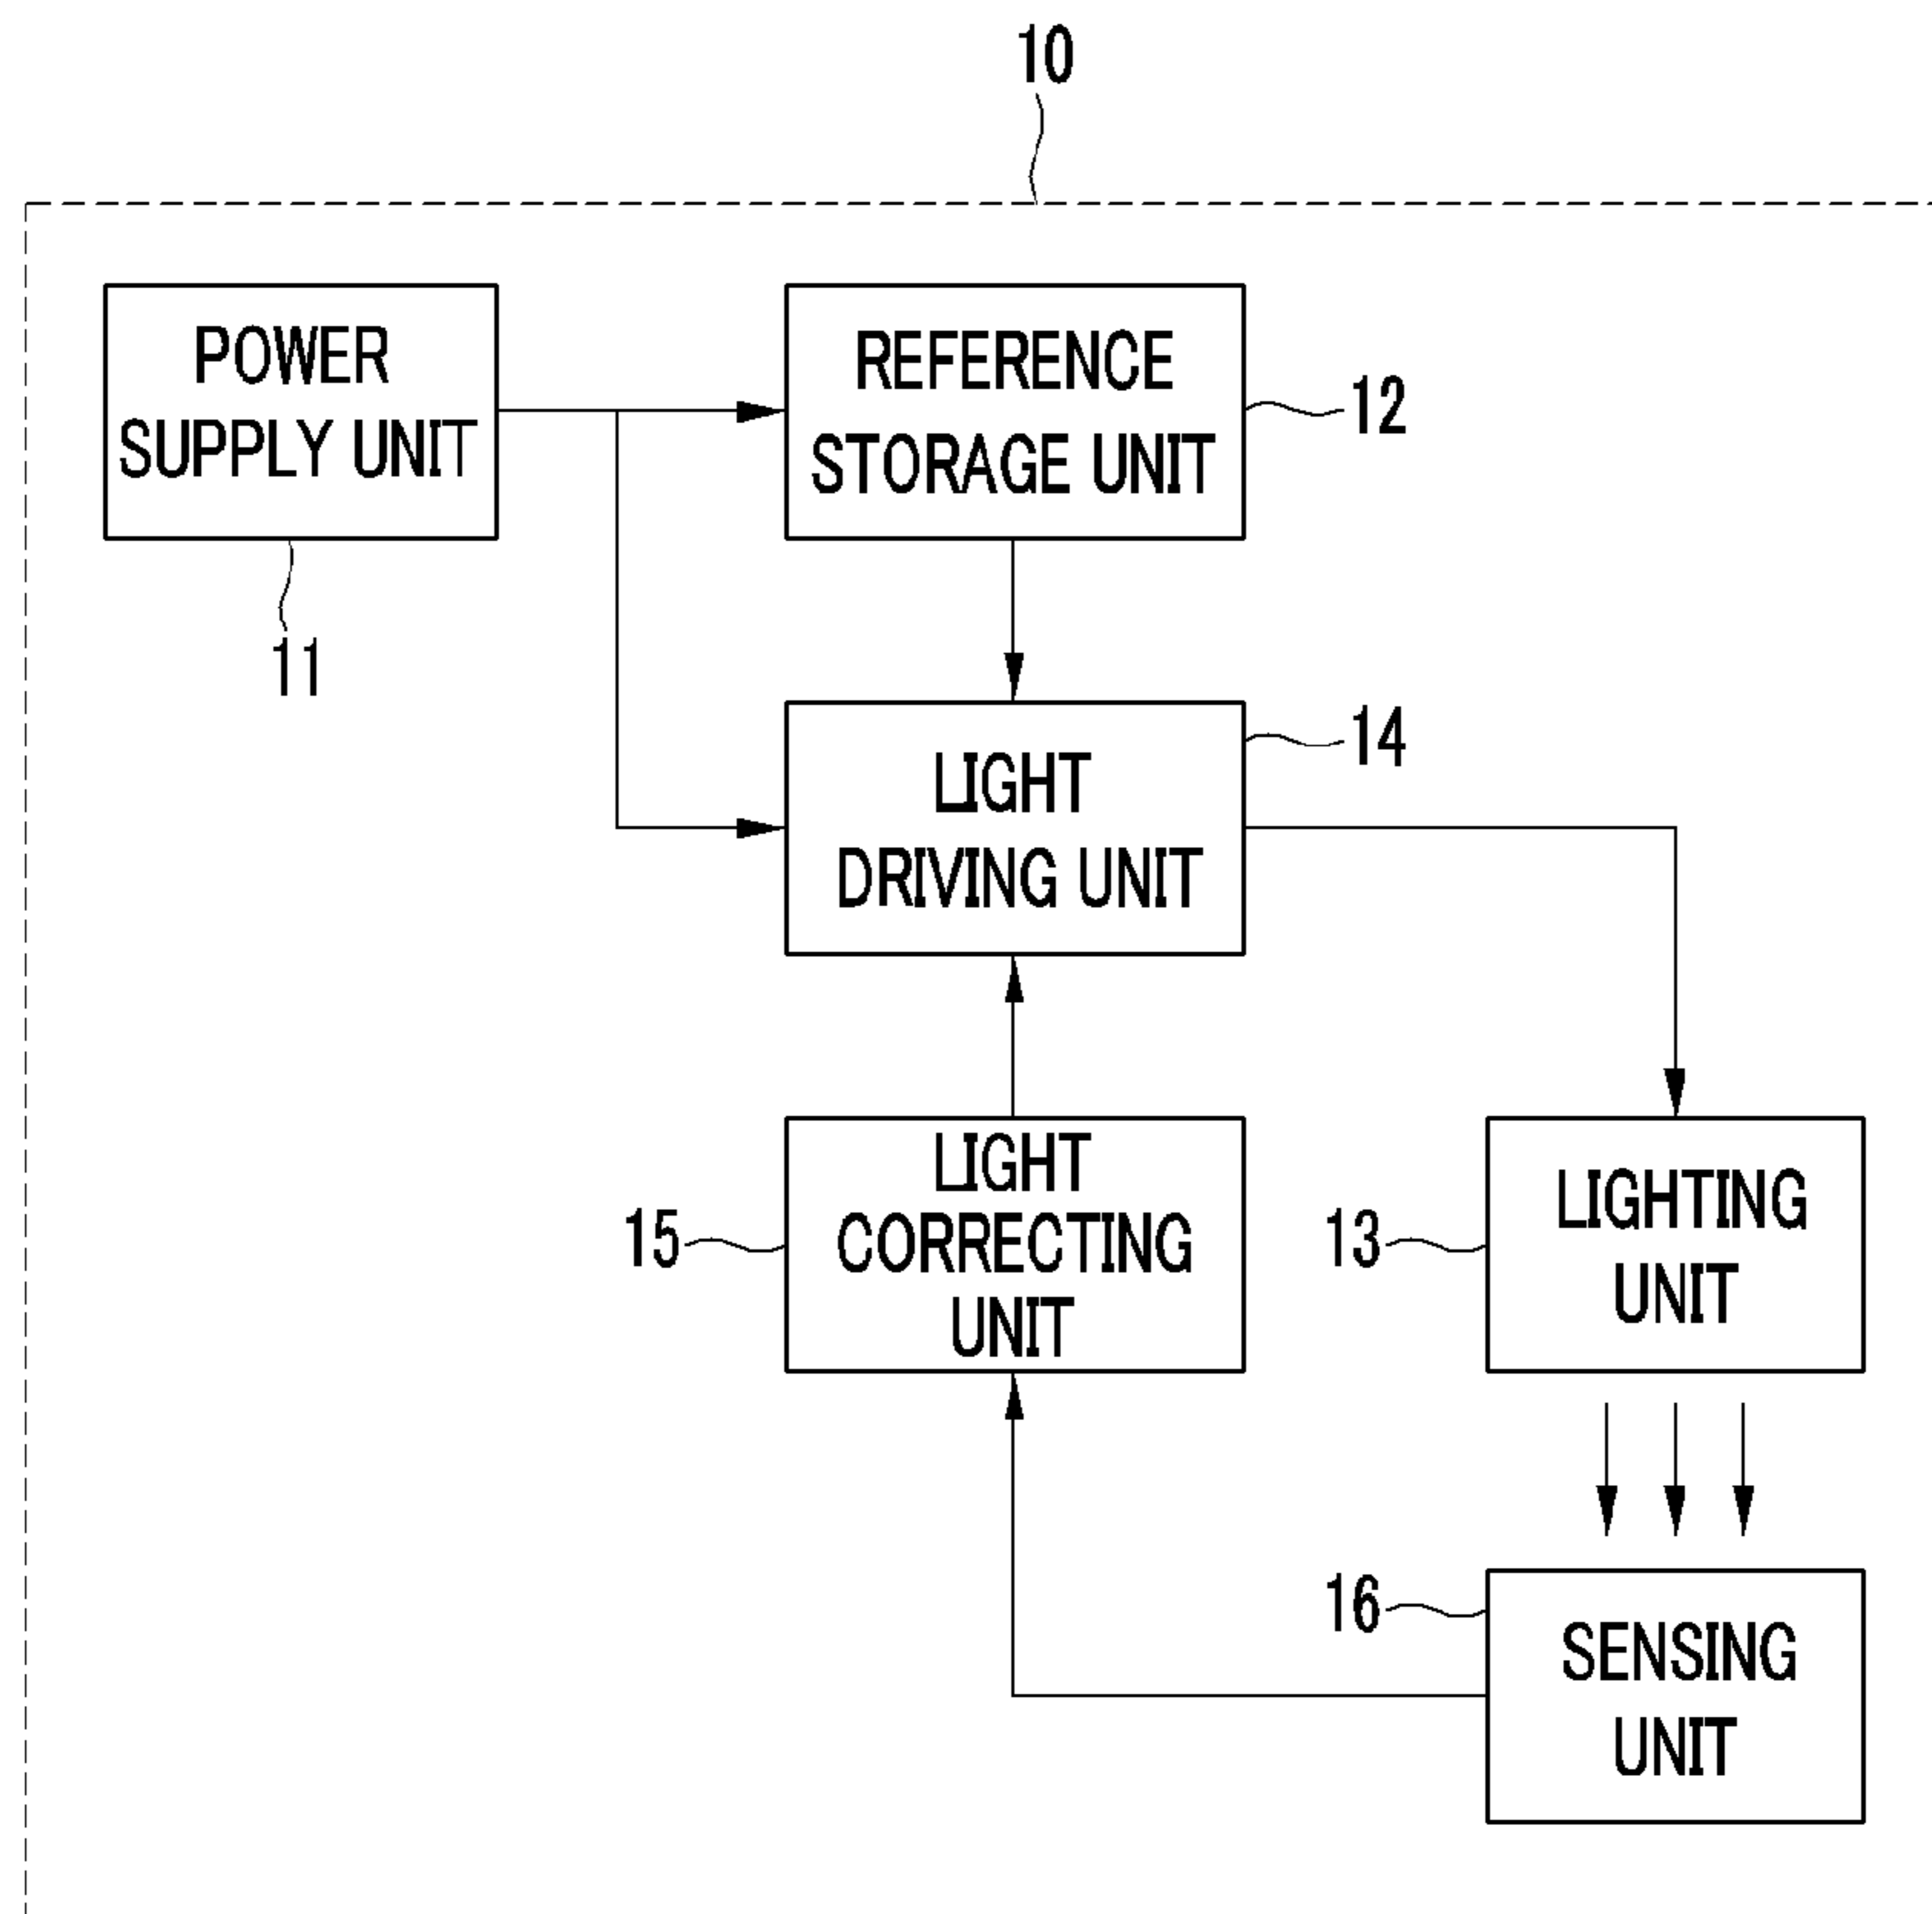 10
POWER
SUPPLY UNIT
11
REFERENCE
STORAGE UNIT
12
LIGHT
DRIVING UNIT
14
LIGHT
CORRECTING
UNIT
15
LIGHTING
UNIT
13
SENSING
UNIT
16